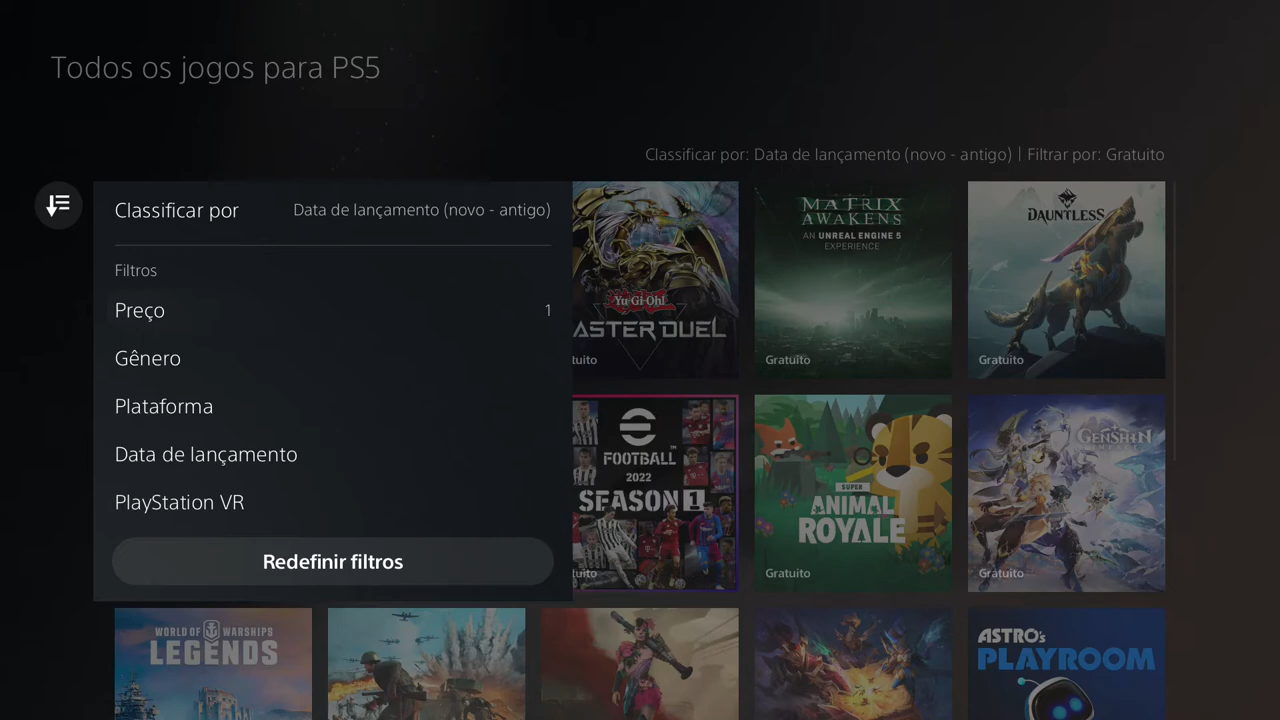 Todos os jogos para PS5
Classificar por: Data de lançamento (novo - antigo) | Filtrar por: Gratuito
Classificar por Data de lançamento (novo - antigo)
Filtros
Preço 1
Gênero
Plataforma
Data de lançamento
PlayStation VR
Redefinir filtros
Yu-Gi-Oh!
ASTER DUEL
tuito
MATRIX
AWAKENS
AN UNREAL ENGINE 5
EXPERIENCE
Gratuito
DAUNTLESS
Gratuito
FOOTBALL™
2022
SEASON 1
tuito
SUPER
ANIMAL
ROYALE
Gratuito
GENSHIN
Gratuito
WORLD OF WARSHIPS
LEGENDS
ASTRO's
PLAYROOM